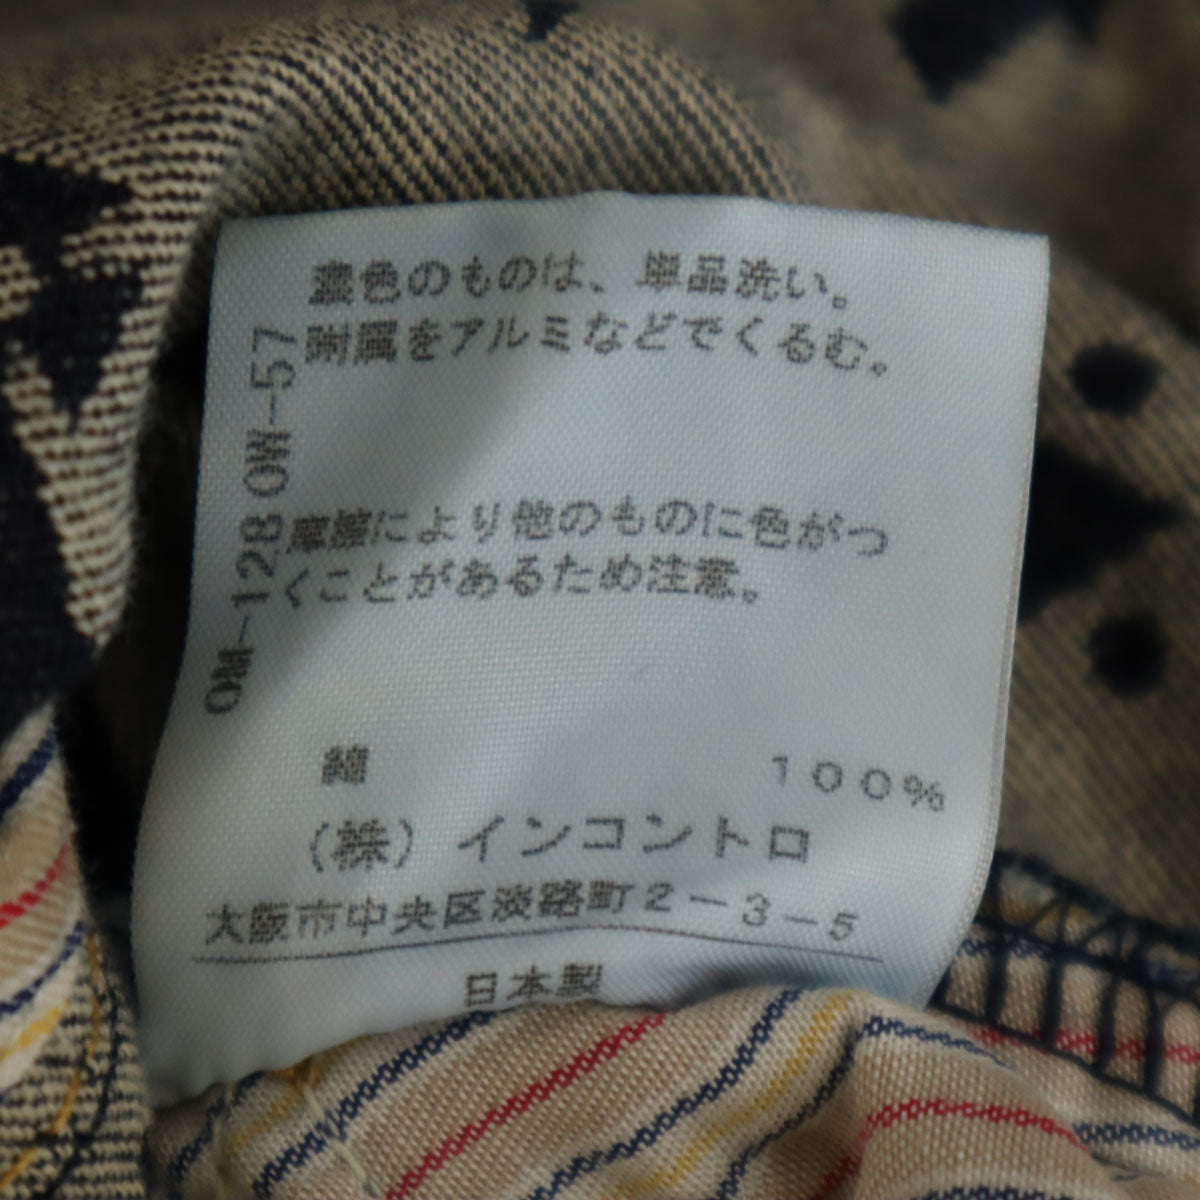 濃色のものは、単品洗い。
附属をアルミなどでくるむ。
摩擦により他のものに色がつ
くことがあるため注意。
OM-1280W-57
綿 100%
(株)インコントロ
大阪市中央区淡路町2-3-5
日本製